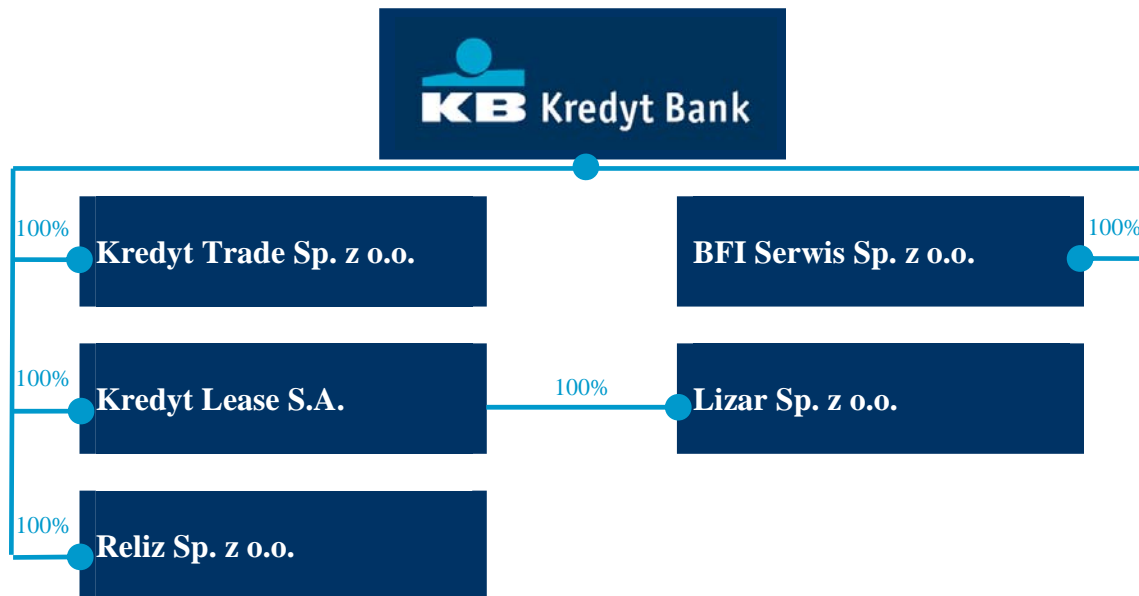 KB Kredyt Bank
100%
Kredyt Trade Sp. z o.o.
BFI Serwis Sp. z o.o.
100%
100%
Kredyt Lease S.A.
100%
Lizar Sp. z o.o.
100%
Reliz Sp. z o.o.